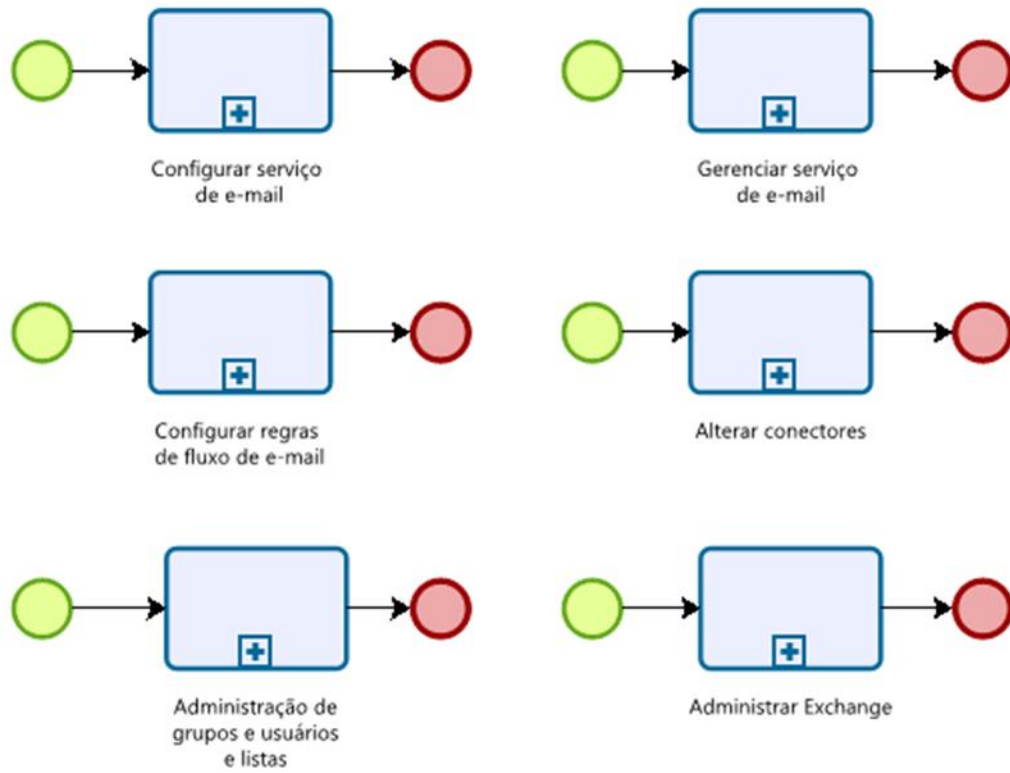 Configurar serviço
de e-mail
Gerenciar serviço
de e-mail
Configurar regras
de fluxo de e-mail
Alterar conectores
Administração de
grupos e usuários
e listas
Administrar Exchange